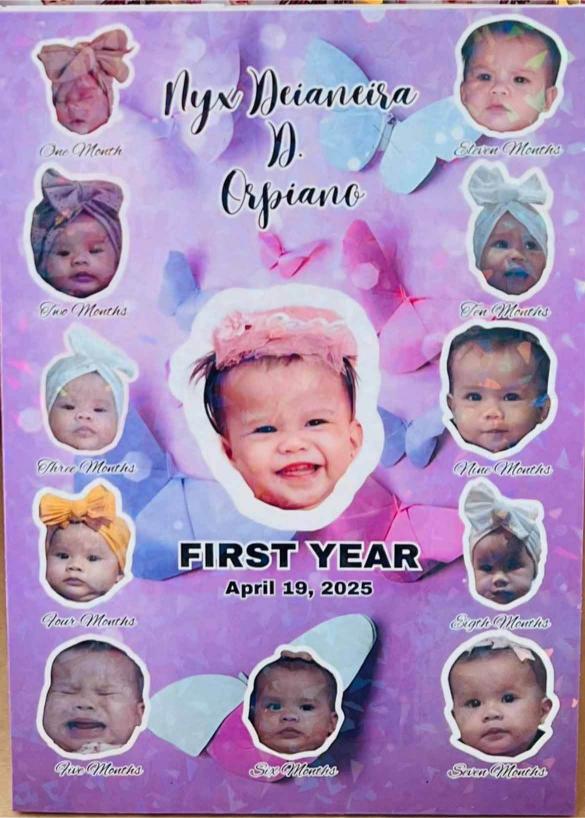 Nyx Deianeira
D.
Orpiano
One Month
Eleven Months
Two Months
Ten Months
Three Months
Nine Months
FIRST YEAR
April 19, 2025
Four Months
Eigth Months
Five Months
Six Months
Seven Months